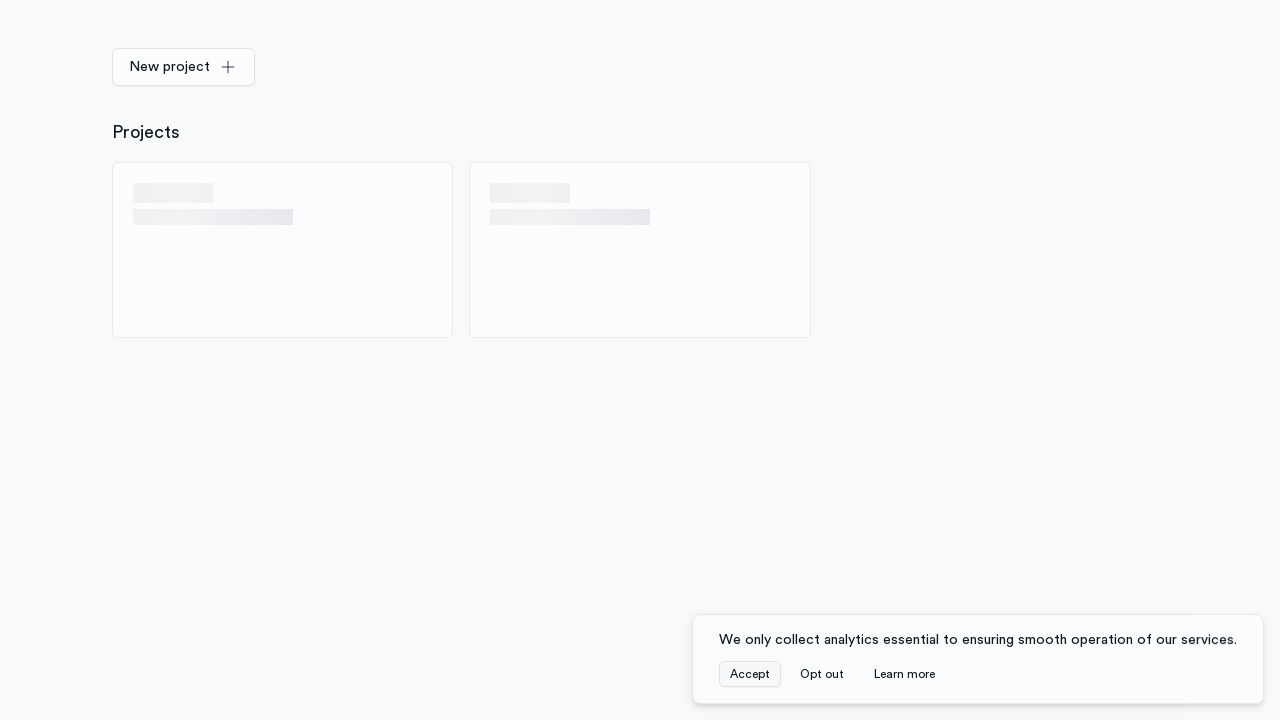 New project
Projects
We only collect analytics essential to ensuring smooth operation of our services.
Accept Opt out Learn more